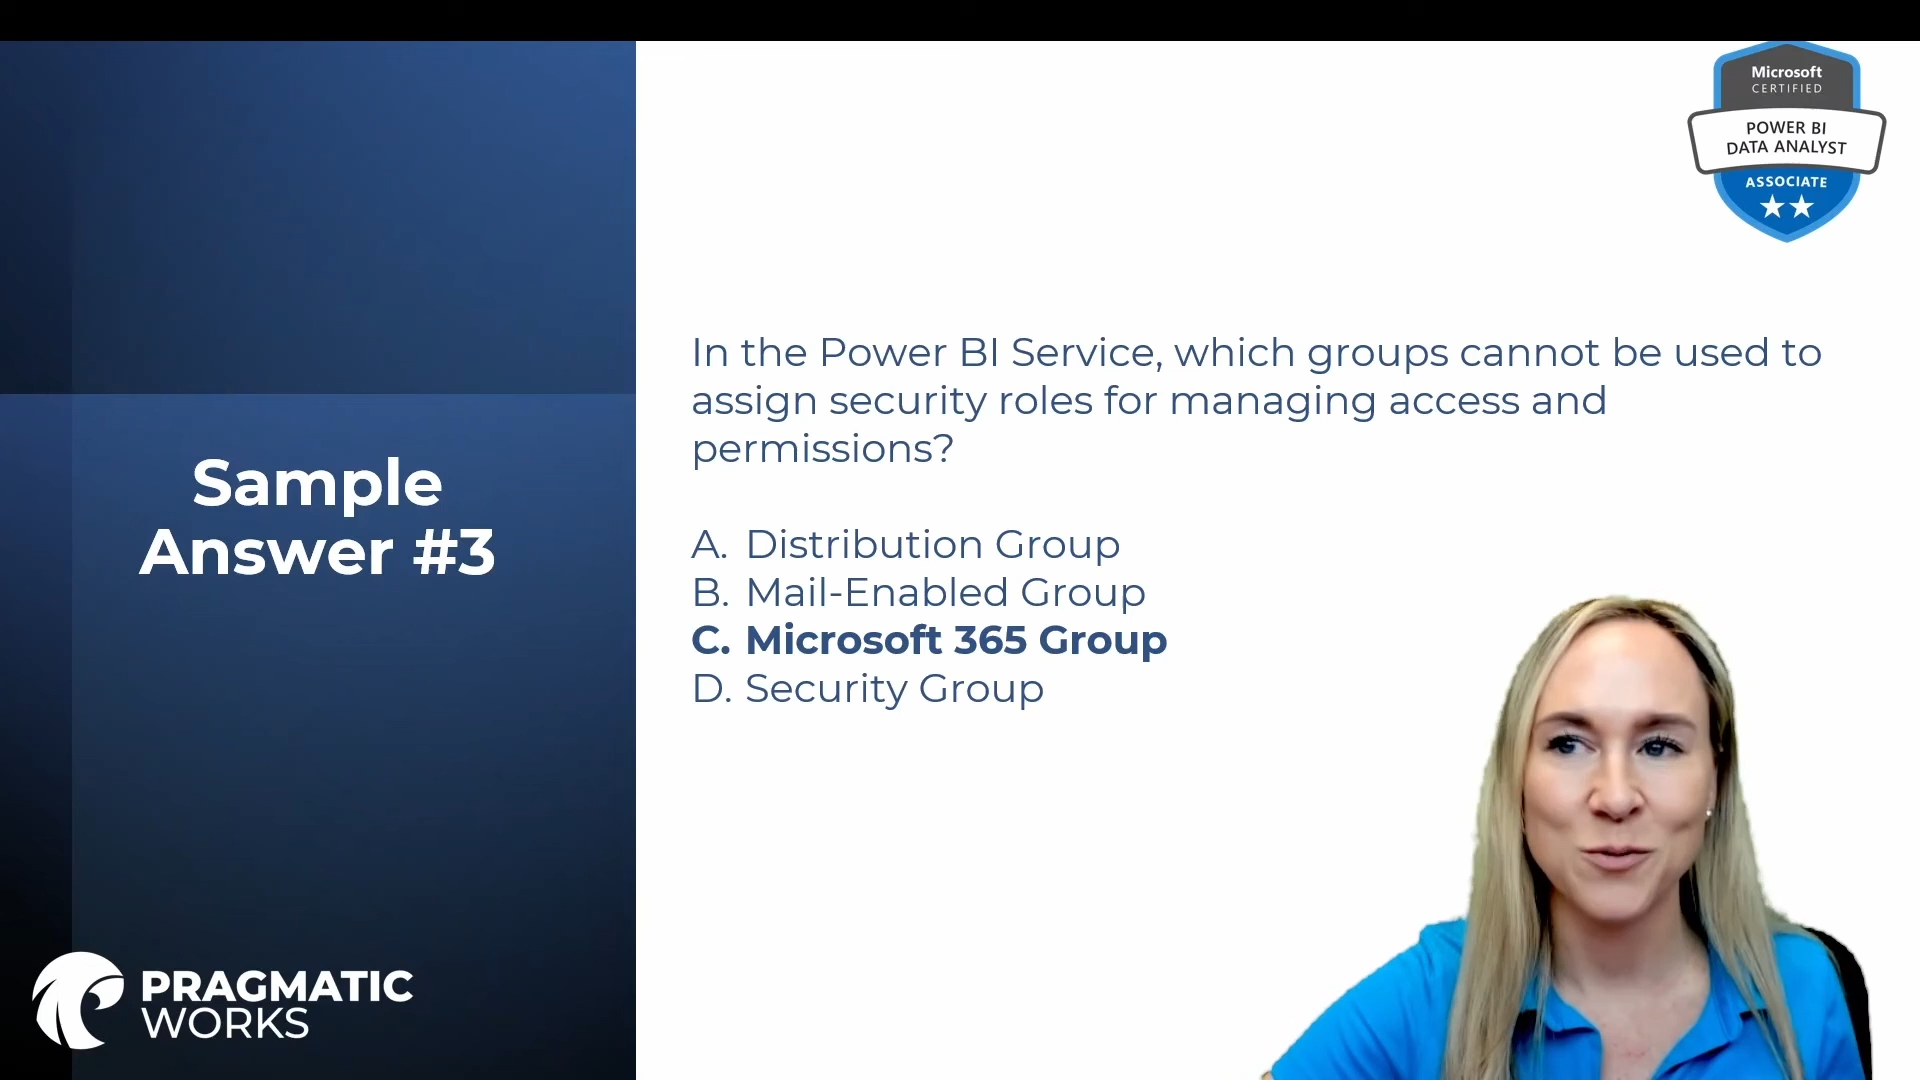 Microsoft
CERTIFIED
POWER BI
DATA ANALYST
ASSOCIATE
In the Power BI Service, which groups cannot be used to
assign security roles for managing access and
permissions?
Sample
Answer #3
A. Distribution Group
B. Mail-Enabled Group
C. Microsoft 365 Group
D. Security Group
PRAGMATIC
WORKS